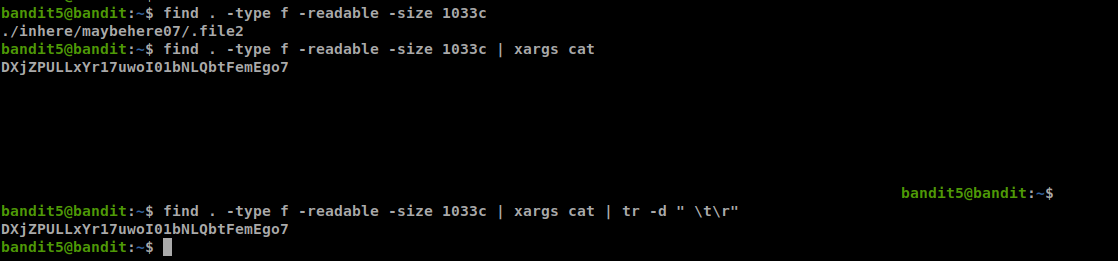 bandit5@bandit:~$ find . -type f -readable -size 1033c
./inhere/maybehere07/.file2
bandit5@bandit:~$ find . -type f -readable -size 1033c | xargs cat
DXjZPULLxYr17uwoI01bNLQbtFemEgo7
bandit5@bandit:~$
bandit5@bandit:~$ find . -type f -readable -size 1033c | xargs cat | tr -d " \t\r"
DXjZPULLxYr17uwoI01bNLQbtFemEgo7
bandit5@bandit:~$